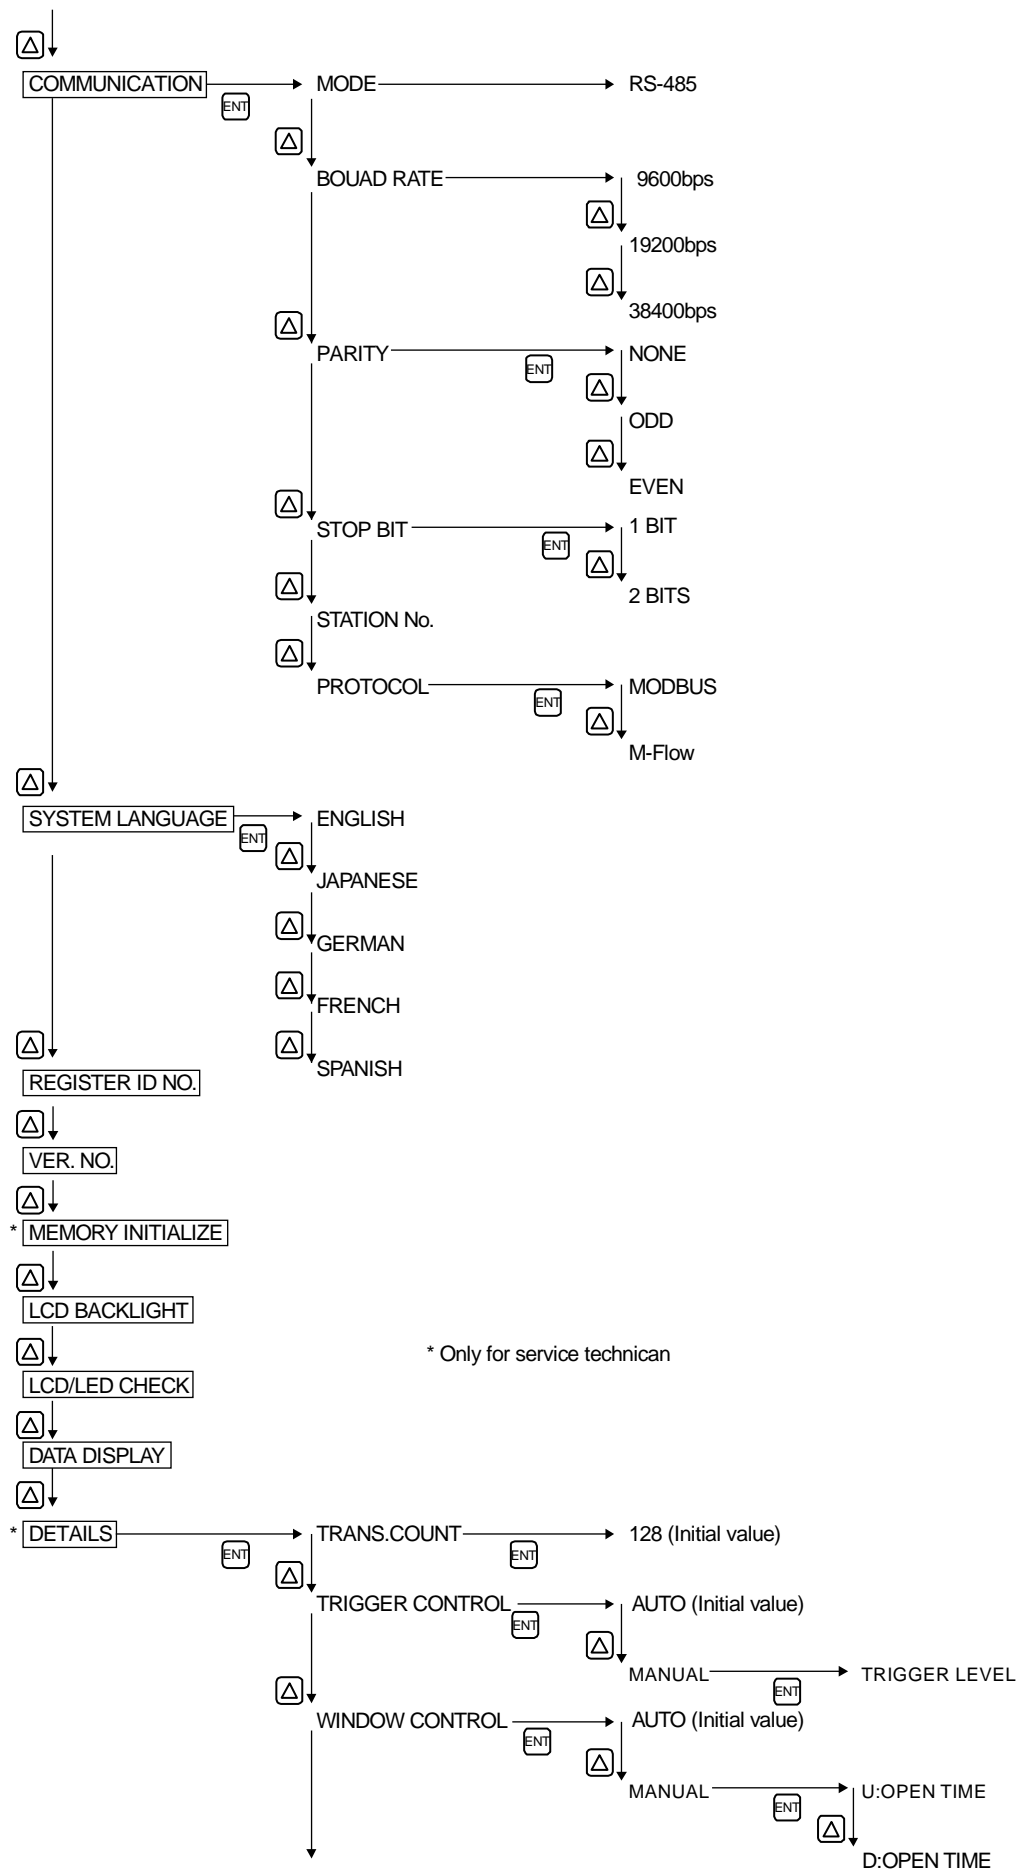 COMMUNICATION ENT MODE RS-485
BOUAD RATE 9600bps
19200bps
38400bps
PARITY ENT NONE
ODD
EVEN
STOP BIT ENT 1 BIT
2 BITS
STATION No.
PROTOCOL ENT MODBUS
M-Flow
SYSTEM LANGUAGE ENT ENGLISH
JAPANESE
GERMAN
FRENCH
SPANISH
REGISTER ID NO.
VER. NO.
* MEMORY INITIALIZE
LCD BACKLIGHT
* Only for service technican
LCD/LED CHECK
DATA DISPLAY
* DETAILS ENT TRANS.COUNT ENT 128 (Initial value)
TRIGGER CONTROL ENT AUTO (Initial value)
MANUAL ENT TRIGGER LEVEL
WINDOW CONTROL ENT AUTO (Initial value)
MANUAL ENT U:OPEN TIME
D:OPEN TIME